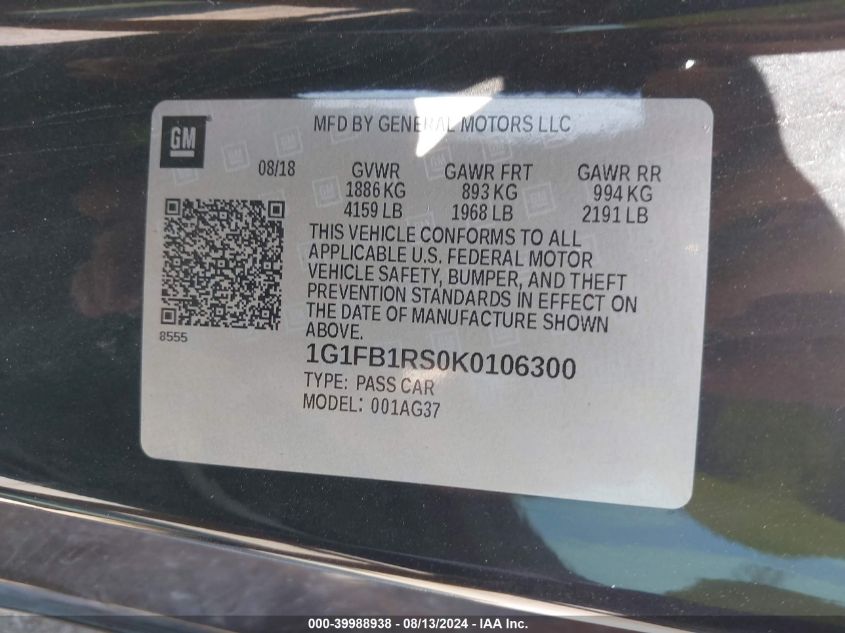 GM
MFD BY GENERAL MOTORS LLC
08/18 GVWR GAWR FRT GAWR RR
1886 KG 893 KG 994 KG
4159 LB 1968 LB 2191 LB
THIS VEHICLE CONFORMS TO ALL
APPLICABLE U.S. FEDERAL MOTOR
VEHICLE SAFETY, BUMPER, AND THEFT
PREVENTION STANDARDS IN EFFECT ON
THE DATE OF MANUFACTURE SHOWN
ABOVE.
8555
1G1FB1RS0K0106300
TYPE: PASS CAR
MODEL: 001AG37
000-39988938 - 08/13/2024 - IAA Inc.